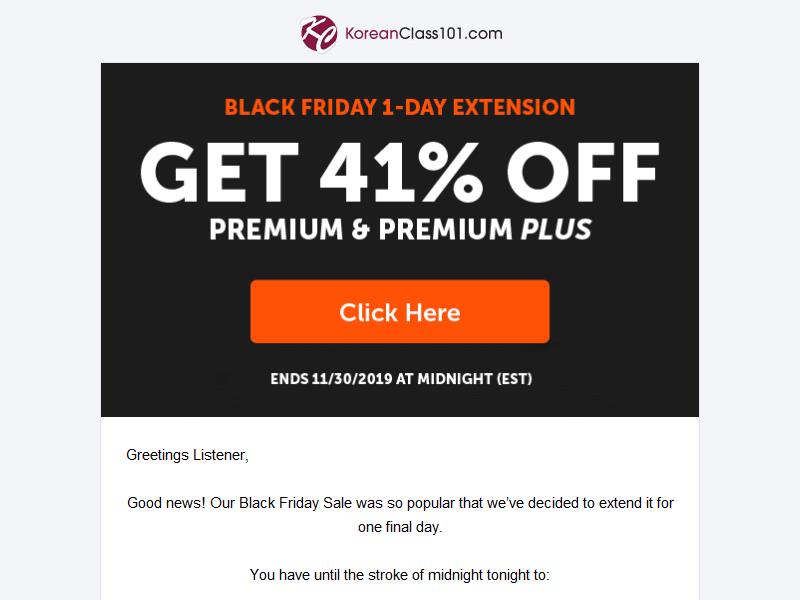 KoreanClass101.com
BLACK FRIDAY 1-DAY EXTENSION
GET 41% OFF
PREMIUM & PREMIUM PLUS
Click Here
ENDS 11/30/2019 AT MIDNIGHT (EST)
Greetings Listener,
Good news! Our Black Friday Sale was so popular that we’ve decided to extend it for
one final day.
You have until the stroke of midnight tonight to: